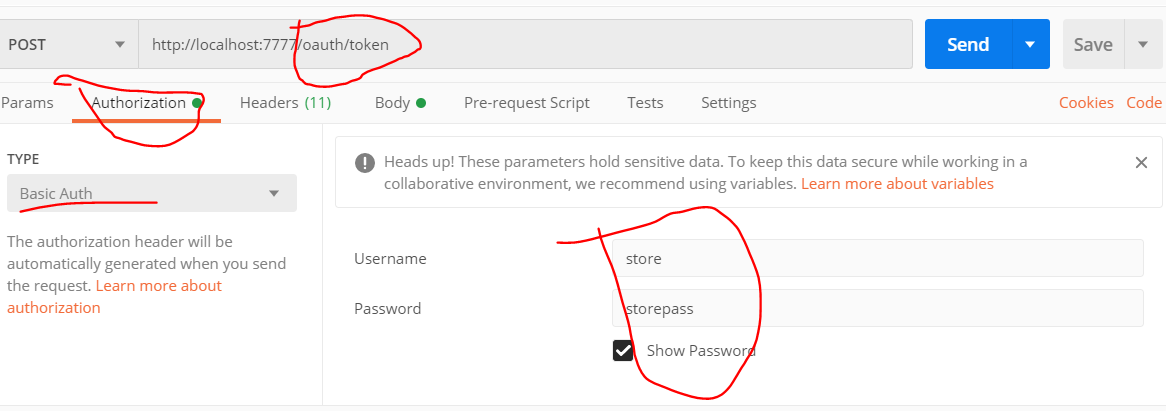 POST http://localhost:7777/oauth/token Send Save
Params Authorization Headers (11) Body Pre-request Script Tests Settings Cookies Code
TYPE
Basic Auth
The authorization header will be
automatically generated when you send
the request. Learn more about
authorization
Heads up! These parameters hold sensitive data. To keep this data secure while working in a
collaborative environment, we recommend using variables. Learn more about variables
Username store
Password storepass
Show Password